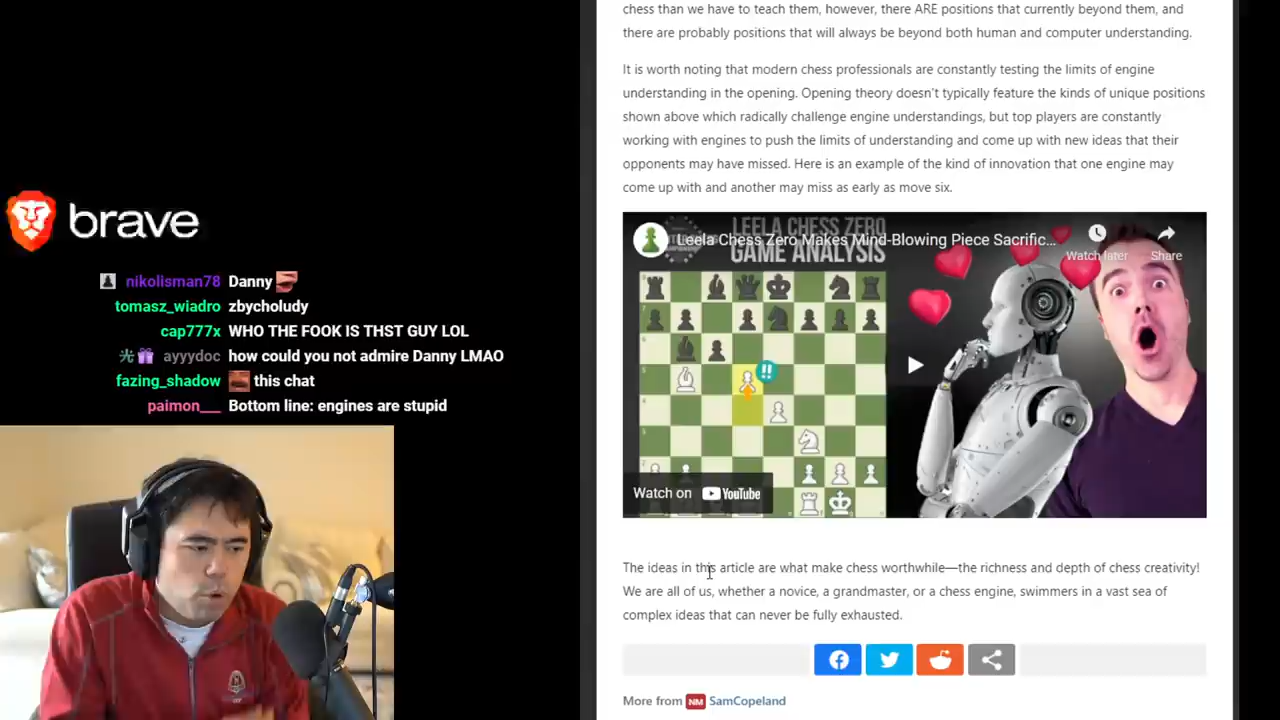 chess than we have to teach them, however, there ARE positions that currently beyond them, and
there are probably positions that will always be beyond both human and computer understanding.
It is worth noting that modern chess professionals are constantly testing the limits of engine
understanding in the opening. Opening theory doesn't typically feature the kinds of unique positions
shown above which radically challenge engine understandings, but top players are constantly
working with engines to push the limits of understanding and come up with new ideas that their
opponents may have missed. Here is an example of the kind of innovation that one engine may
come up with and another may miss as early as move six.
brave
nikolisman78 Danny
tomasz_wiadro zbycholudy
cap777x WHO THE FOOK IS THST GUY LOL
ayyydoc how could you not admire Danny LMAO
fazing_shadow this chat
paimon___ Bottom line: engines are stupid
LEELA CHESS ZERO
Leela Chess Zero Makes Mind-Blowing Piece Sacrific...
GAME ANALYSIS
Watch later
Share
!!
Watch on YouTube
The ideas in this article are what make chess worthwhile—the richness and depth of chess creativity!
We are all of us, whether a novice, a grandmaster, or a chess engine, swimmers in a vast sea of
complex ideas that can never be fully exhausted.
More from NM SamCopeland